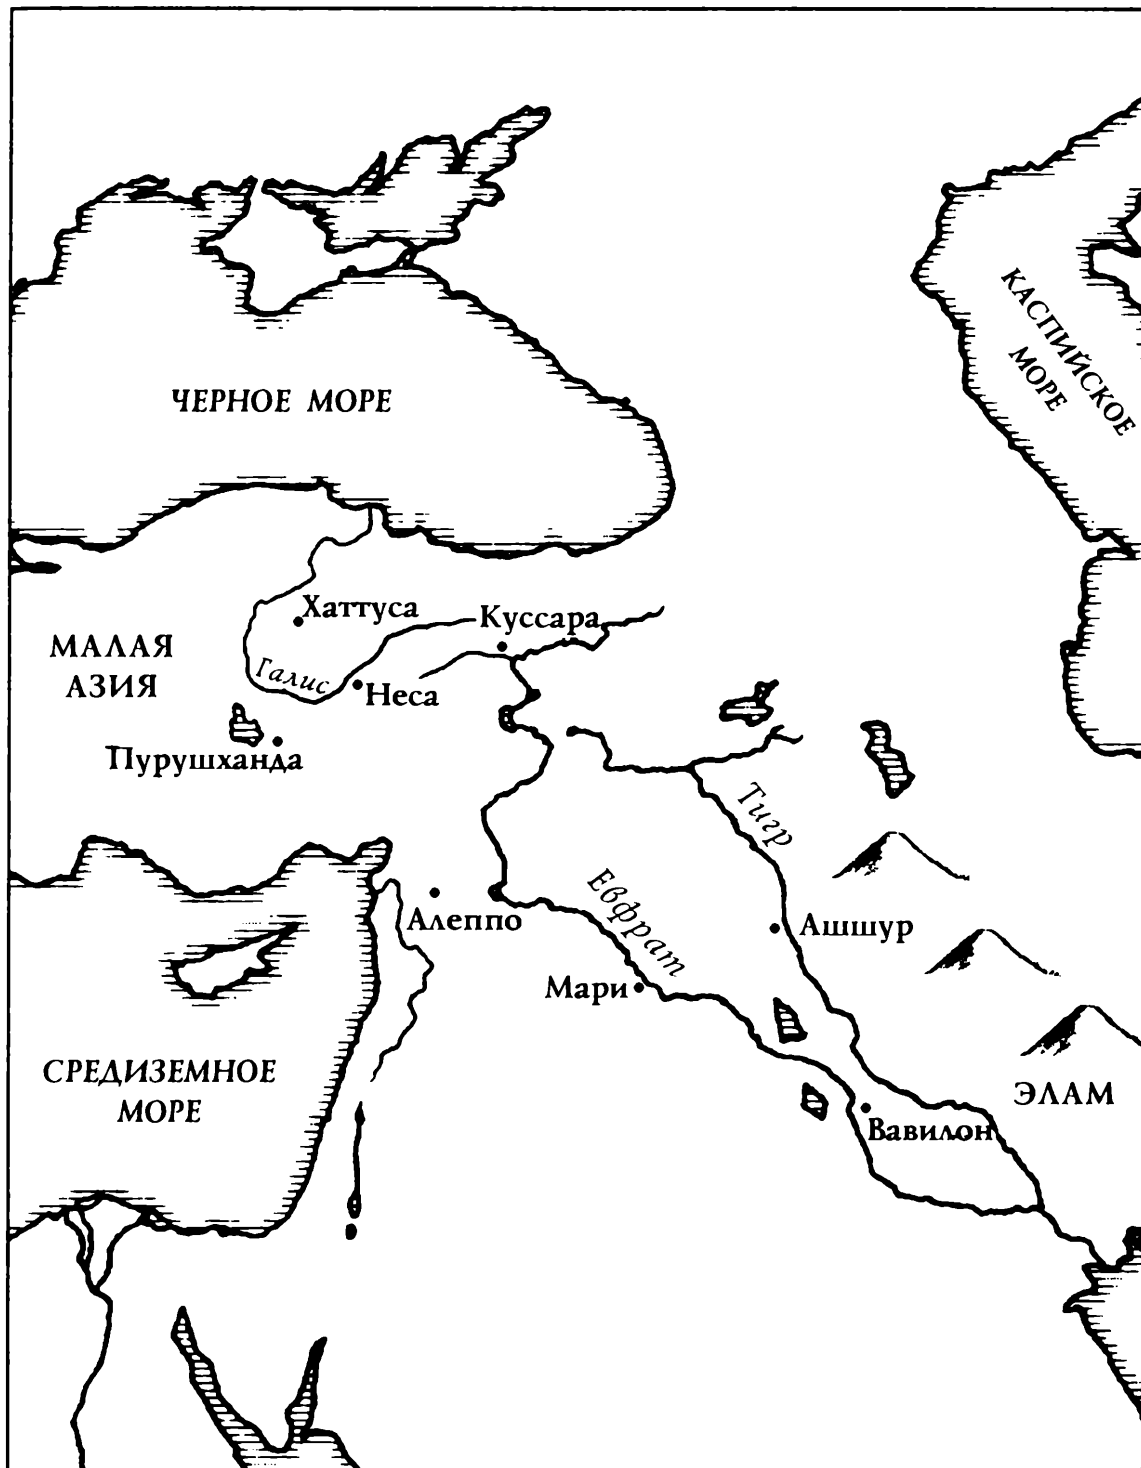 КАСПИЙСКОЕ
МОРЕ
ЧЕРНОЕ МОРЕ
Хаттуса
Куссара
МАЛАЯ
АЗИЯ
Галис
Неса
Пурушханда
Тигр
Евфрат
Алеппо
Ашшур
Мари
СРЕДИЗЕМНОЕ
МОРЕ
ЭЛАМ
Вавилон